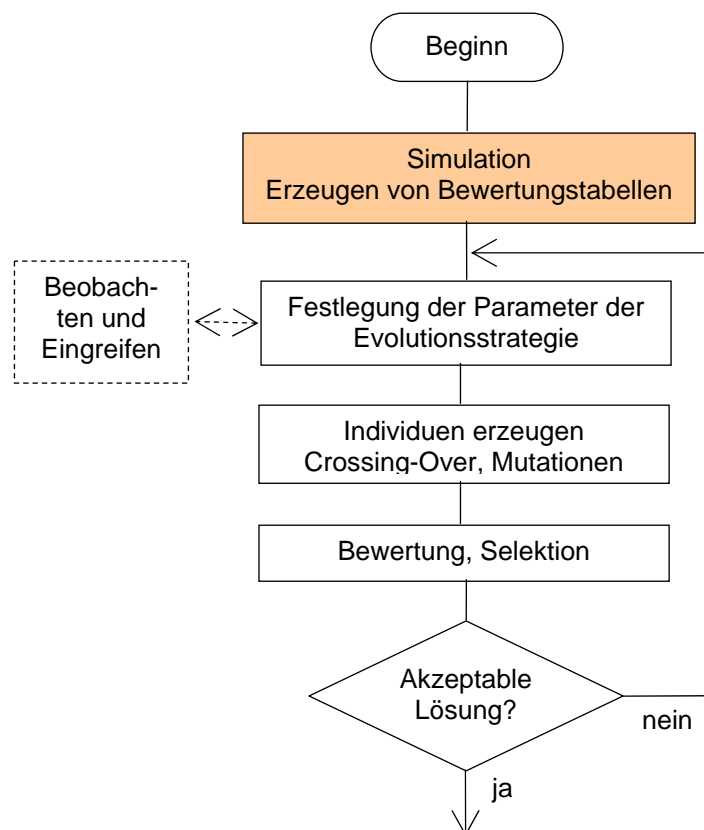 Beginn
Simulation
Erzeugen von Bewertungstabellen
Beobach-
ten und
Eingreifen
Festlegung der Parameter der
Evolutionsstrategie
Individuen erzeugen
Crossing-Over, Mutationen
Bewertung, Selektion
Akzeptable
Lösung?
nein
ja